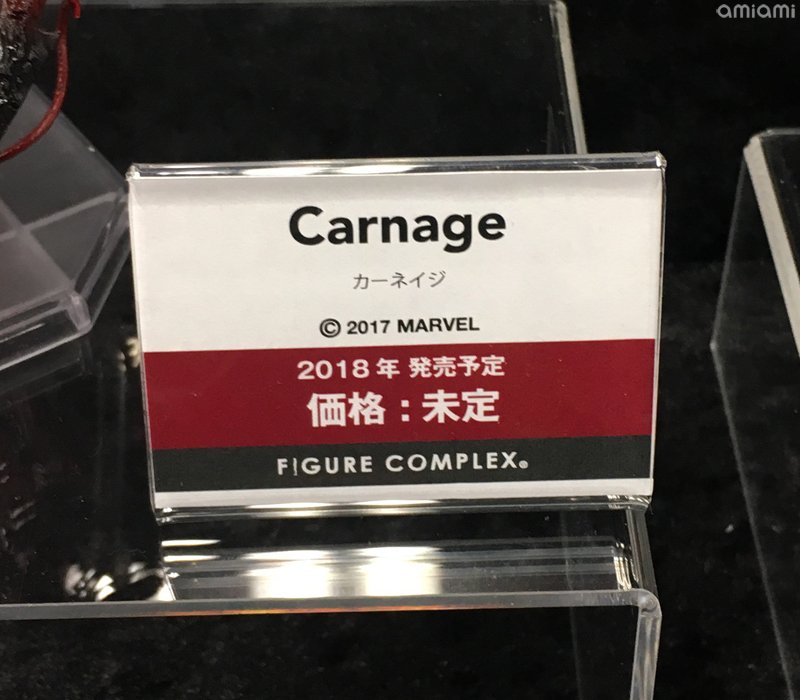 amiami
Carnage
カーネイジ
© 2017 MARVEL
2018年 発売予定
価格：未定
FIGURE COMPLEX®